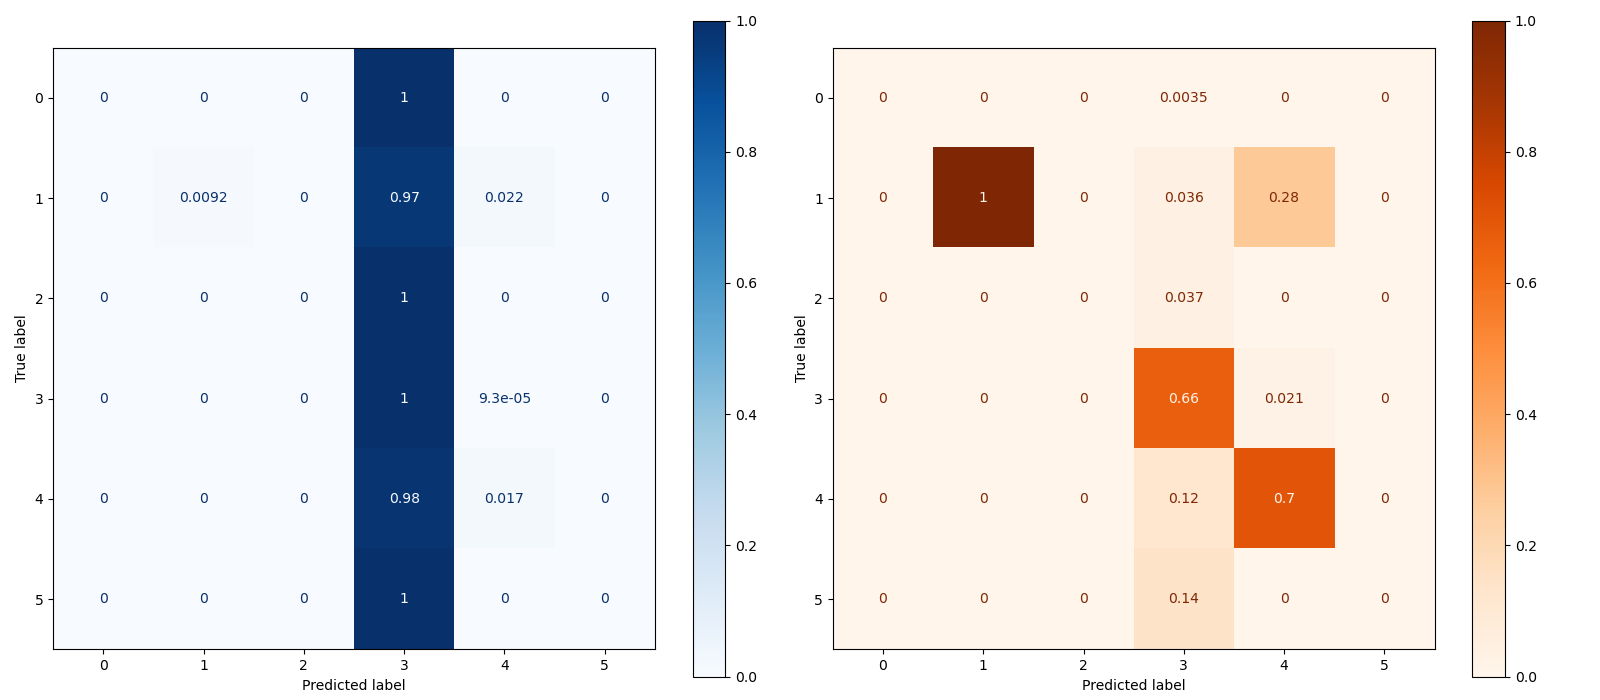 1.0
1.0
0 0 0 0 1 0 0
0 0 0 0 0.0035 0 0
0.8
0.8
1 0 0.0092 0 0.97 0.022 0
1 0 1 0 0.036 0.28 0
0.6
0.6
2 0 0 0 1 0 0
2 0 0 0 0.037 0 0
True label
True label
3 0 0 0 1 9.3e-05 0
3 0 0 0 0.66 0.021 0
0.4
0.4
4 0 0 0 0.98 0.017 0
4 0 0 0 0.12 0.7 0
0.2
0.2
5 0 0 0 1 0 0
5 0 0 0 0.14 0 0
0.0
0.0
0 1 2 3 4 5
0 1 2 3 4 5
Predicted label
Predicted label